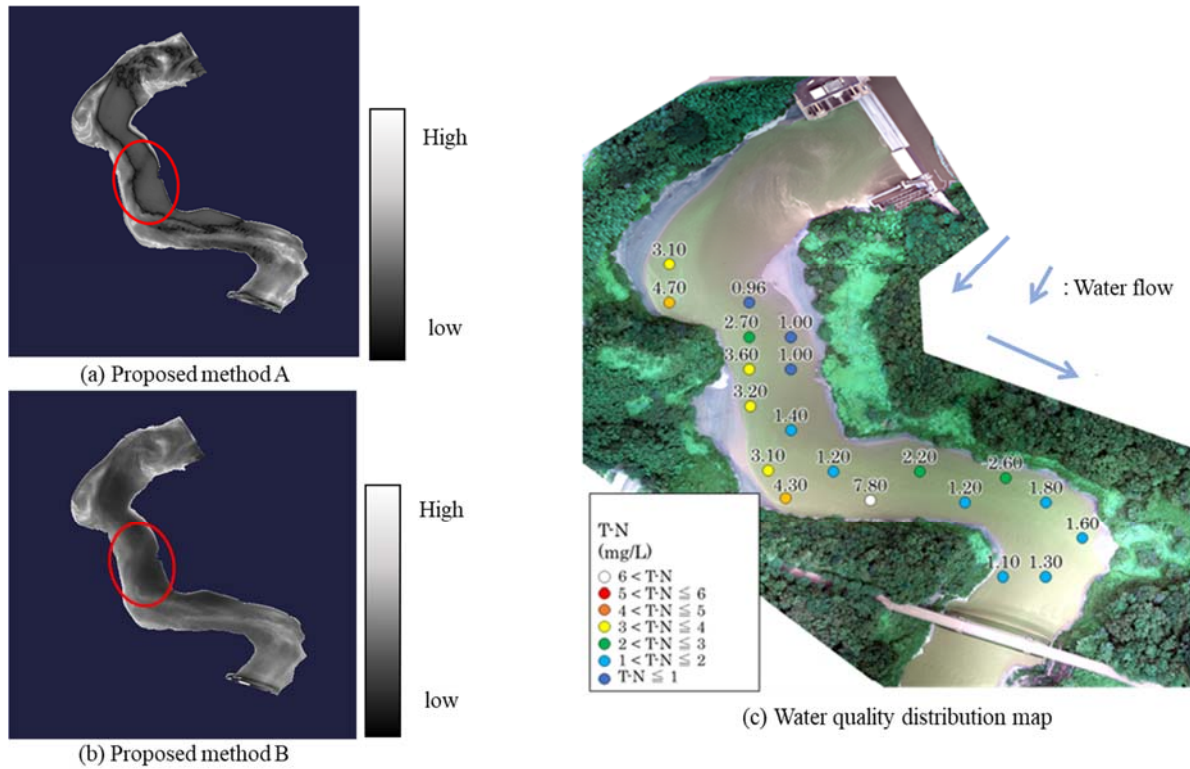 High
low
(a) Proposed method A
High
low
(b) Proposed method B
3.10
4.70
0.96
2.70
1.00
3.60
1.00
3.20
1.40
3.10
1.20
2.20
2.60
4.30
7.80
1.20
1.80
1.60
1.10
1.30
: Water flow
T-N
(mg/L)
6 < T-N
5 < T-N ≦ 6
4 < T-N ≦ 5
3 < T-N ≦ 4
2 < T-N ≦ 3
1 < T-N ≦ 2
T-N ≦ 1
(c) Water quality distribution map